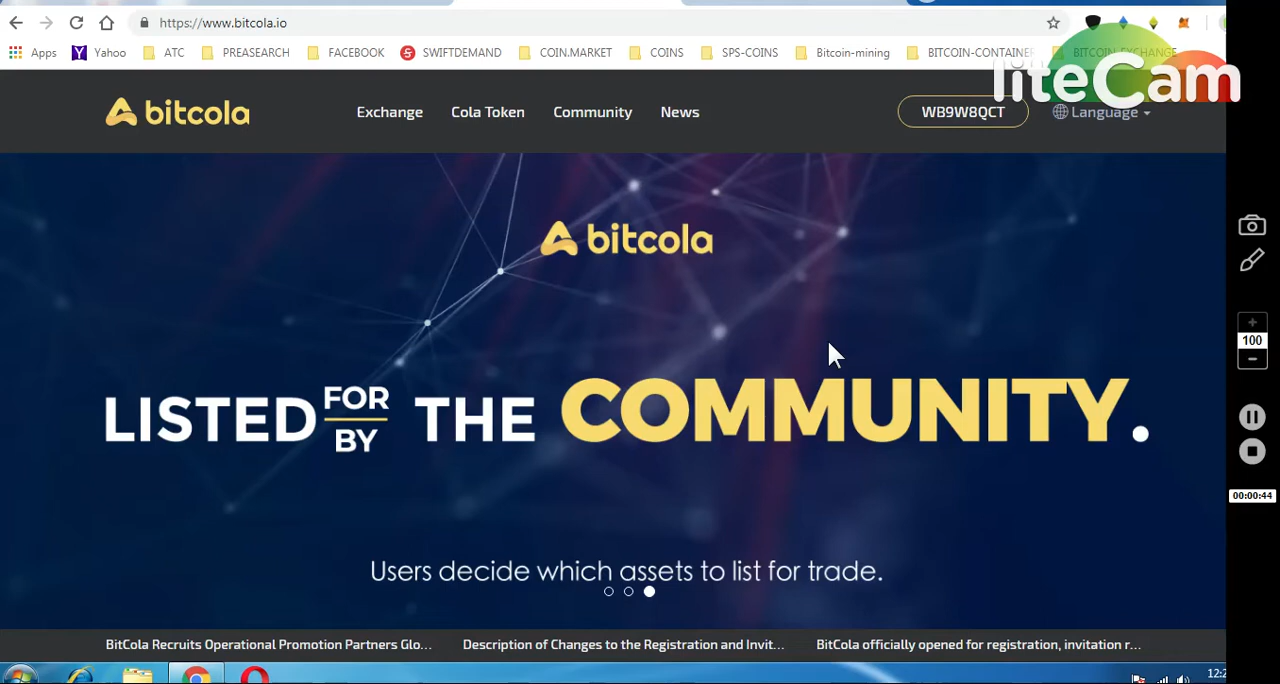 https://www.bitcola.io
Apps Yahoo ATC PREASEARCH FACEBOOK SWIFTDEMAND COIN.MARKET COINS SPS-COINS Bitcoin-mining BITCOIN-CONTAINER BITCOIN-EXCHANGE
liteCam
bitcola Exchange Cola Token Community News WB9W8QCT Language
bitcola
LISTED FOR BY THE COMMUNITY.
Users decide which assets to list for trade.
BitCola Recruits Operational Promotion Partners Glo... Description of Changes to the Registration and Invit... BitCola officially opened for registration, invitation r...
100
00:00:44